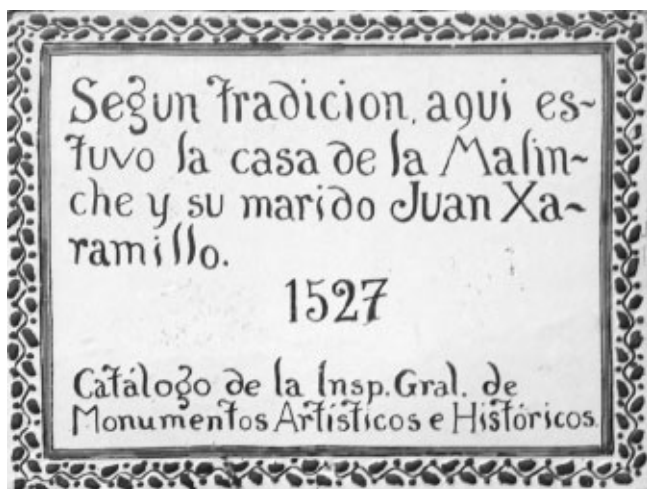 Segun tradicion, aqui es~
tuvo la casa de la Malin~
che y su marido Juan Xa~
ramillo.
1527
Catálogo de la Insp. Gral. de
Monumentos Artísticos e Históricos.